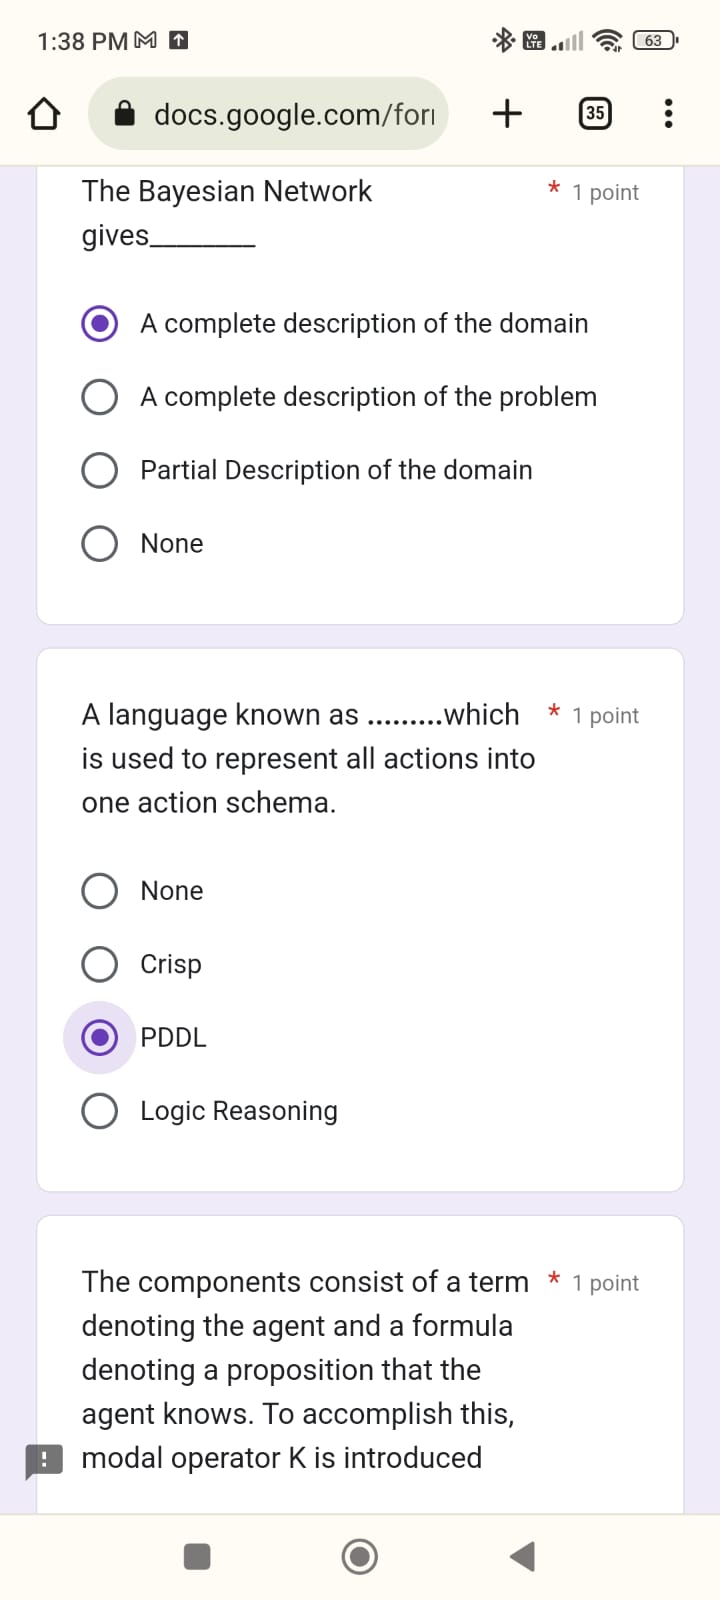 1:38 PM
Vo LTE
63
docs.google.com/for
35
The Bayesian Network * 1 point
gives________
A complete description of the domain
A complete description of the problem
Partial Description of the domain
None
A language known as .........which * 1 point
is used to represent all actions into
one action schema.
None
Crisp
PDDL
Logic Reasoning
The components consist of a term * 1 point
denoting the agent and a formula
denoting a proposition that the
agent knows. To accomplish this,
modal operator K is introduced